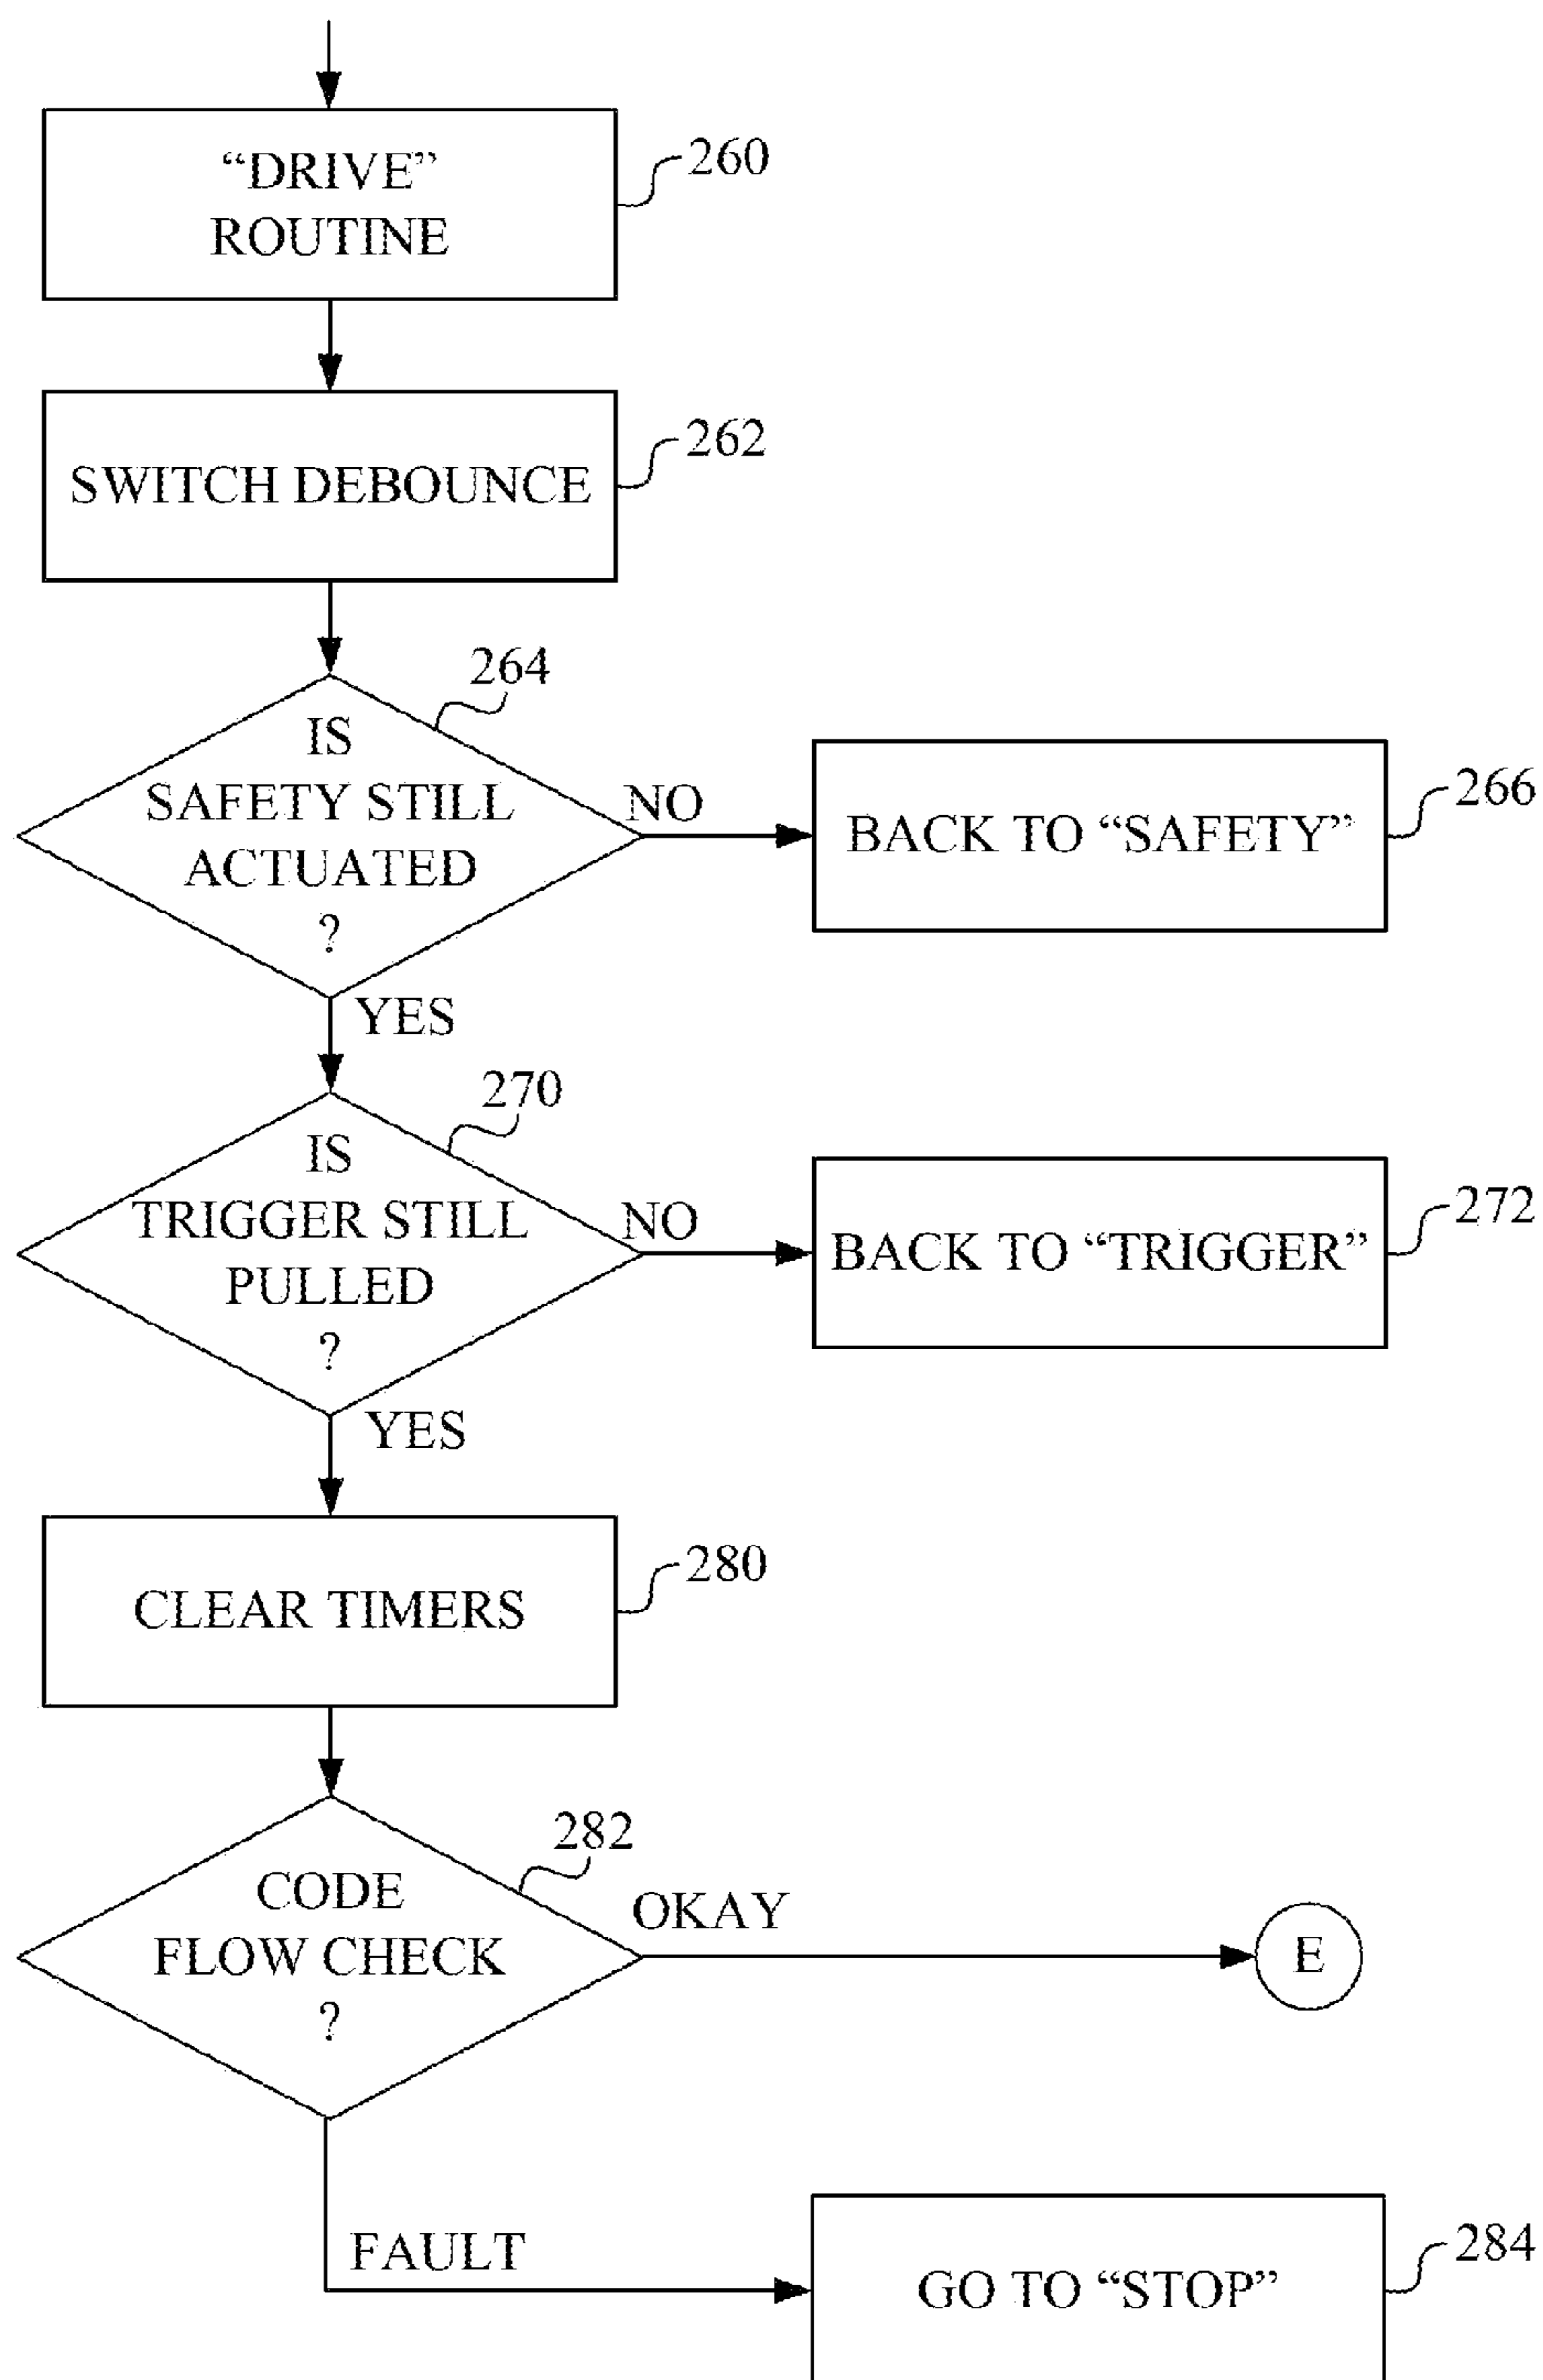 “DRIVE”
ROUTINE
260
SWITCH DEBOUNCE
262
264
IS
SAFETY STILL
ACTUATED
?
NO
BACK TO “SAFETY”
266
YES
270
IS
TRIGGER STILL
PULLED
?
NO
BACK TO “TRIGGER”
272
YES
CLEAR TIMERS
280
282
CODE
FLOW CHECK
?
OKAY
E
FAULT
GO TO “STOP”
284